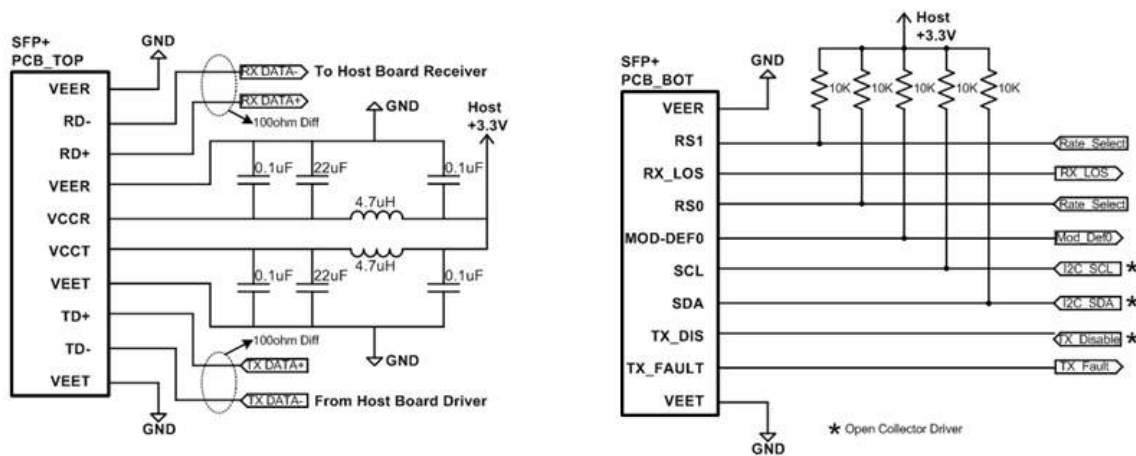 SFP+
PCB_TOP
GND
VEER
RD-
RD+
VEER
VCCR
VCCT
VEET
TD+
TD-
VEET
GND
RX DATA-
To Host Board Receiver
RX DATA+
100ohm Diff
GND
Host
+3.3V
0.1uF
22uF
0.1uF
4.7uH
4.7uH
0.1uF
22uF
0.1uF
100ohm Diff
GND
TX DATA+
TX DATA-
From Host Board Driver
SFP+
PCB_BOT
GND
Host
+3.3V
10K
10K
10K
10K
10K
VEER
RS1
RX_LOS
RS0
MOD-DEF0
SCL
SDA
TX_DIS
TX_FAULT
VEET
GND
Rate_Select
RX_LOS
Rate_Select
Mod_Def0
I2C_SCL *
I2C_SDA *
TX_Disable *
TX_Fault
* Open Collector Driver